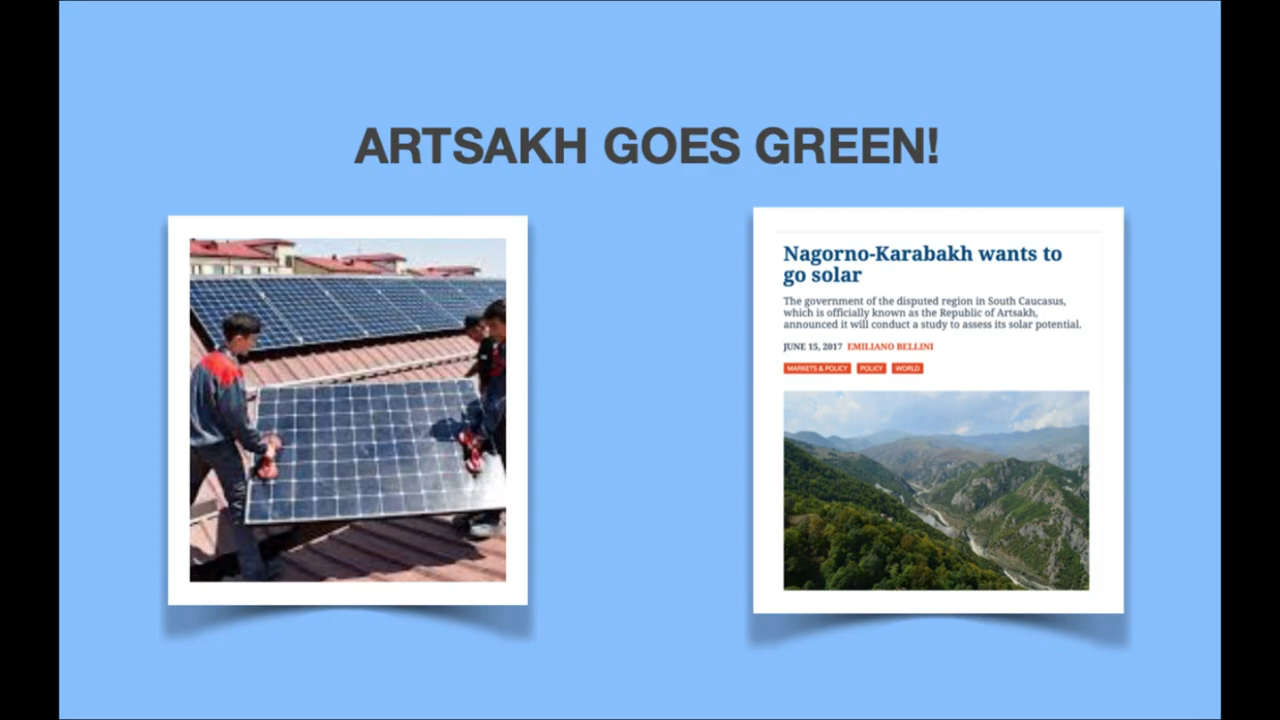 ARTSAKH GOES GREEN!
Nagorno-Karabakh wants to
go solar
The government of the disputed region in South Caucasus,
which is officially known as the Republic of Artsakh,
announced it will conduct a study to assess its solar potential.
JUNE 15, 2017 EMILIANO BELLINI
MARKETS & POLICY POLICY WORLD